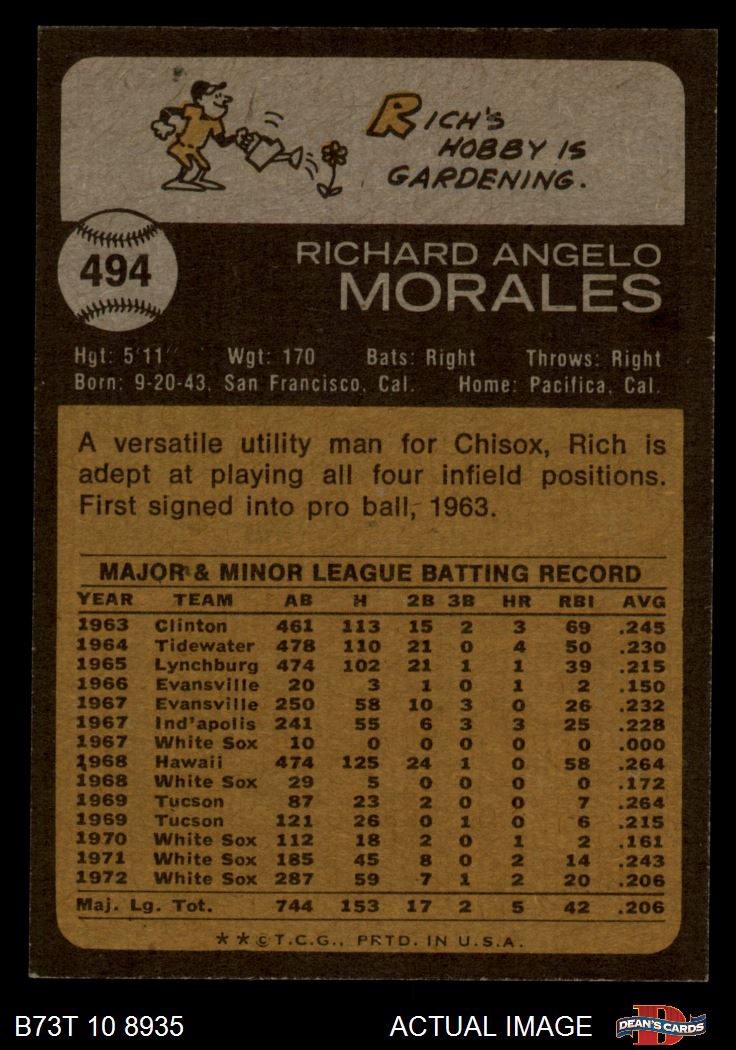 RICH'S
HOBBY IS
GARDENING.
494
RICHARD ANGELO
MORALES
Hgt: 5'11" Wgt: 170 Bats: Right Throws: Right
Born: 9-20-43, San Francisco, Cal. Home: Pacifica, Cal.
A versatile utility man for Chisox, Rich is
adept at playing all four infield positions.
First signed into pro ball, 1963.
MAJOR & MINOR LEAGUE BATTING RECORD
YEAR TEAM AB H 2B 3B HR RBI AVG
1963 Clinton 461 113 15 2 3 69 .245
1964 Tidewater 478 110 21 0 4 50 .230
1965 Lynchburg 474 102 21 1 1 39 .215
1966 Evansville 20 3 1 0 1 2 .150
1967 Evansville 250 58 10 3 0 26 .232
1967 Ind'apolis 241 55 6 3 3 25 .228
1967 White Sox 10 0 0 0 0 0 .000
1968 Hawaii 474 125 24 1 0 58 .264
1968 White Sox 29 5 0 0 0 0 .172
1969 Tucson 87 23 2 0 0 7 .264
1969 Tucson 121 26 0 1 0 6 .215
1970 White Sox 112 18 2 0 1 2 .161
1971 White Sox 185 45 8 0 2 14 .243
1972 White Sox 287 59 7 1 2 20 .206
Maj. Lg. Tot. 744 153 17 2 5 42 .206
**©T.C.G., PRTD. IN U.S.A.
B73T 10 8935 ACTUAL IMAGE DEAN'S CARDS